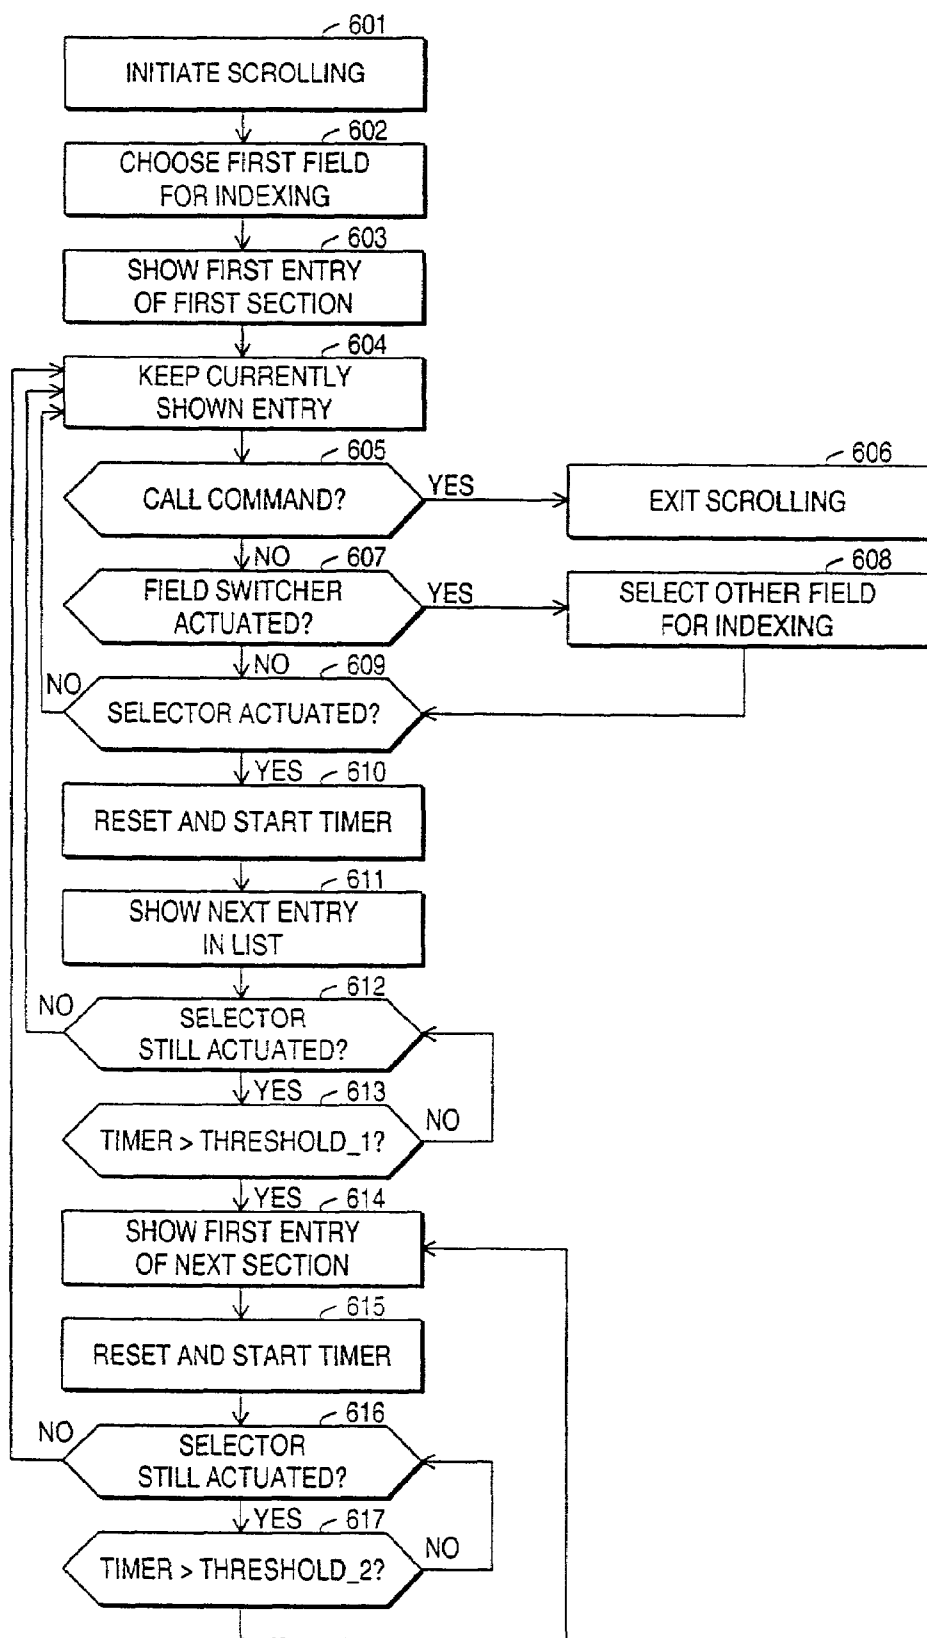 601
INITIATE SCROLLING
602
CHOOSE FIRST FIELD
FOR INDEXING
603
SHOW FIRST ENTRY
OF FIRST SECTION
604
KEEP CURRENTLY
SHOWN ENTRY
605
CALL COMMAND?
YES
606
EXIT SCROLLING
NO
607
FIELD SWITCHER
ACTUATED?
YES
608
SELECT OTHER FIELD
FOR INDEXING
NO
609
NO
SELECTOR ACTUATED?
YES
610
RESET AND START TIMER
611
SHOW NEXT ENTRY
IN LIST
612
NO
SELECTOR
STILL ACTUATED?
YES
613
TIMER > THRESHOLD_1?
NO
YES
614
SHOW FIRST ENTRY
OF NEXT SECTION
615
RESET AND START TIMER
616
NO
SELECTOR
STILL ACTUATED?
YES
617
TIMER > THRESHOLD_2?
NO